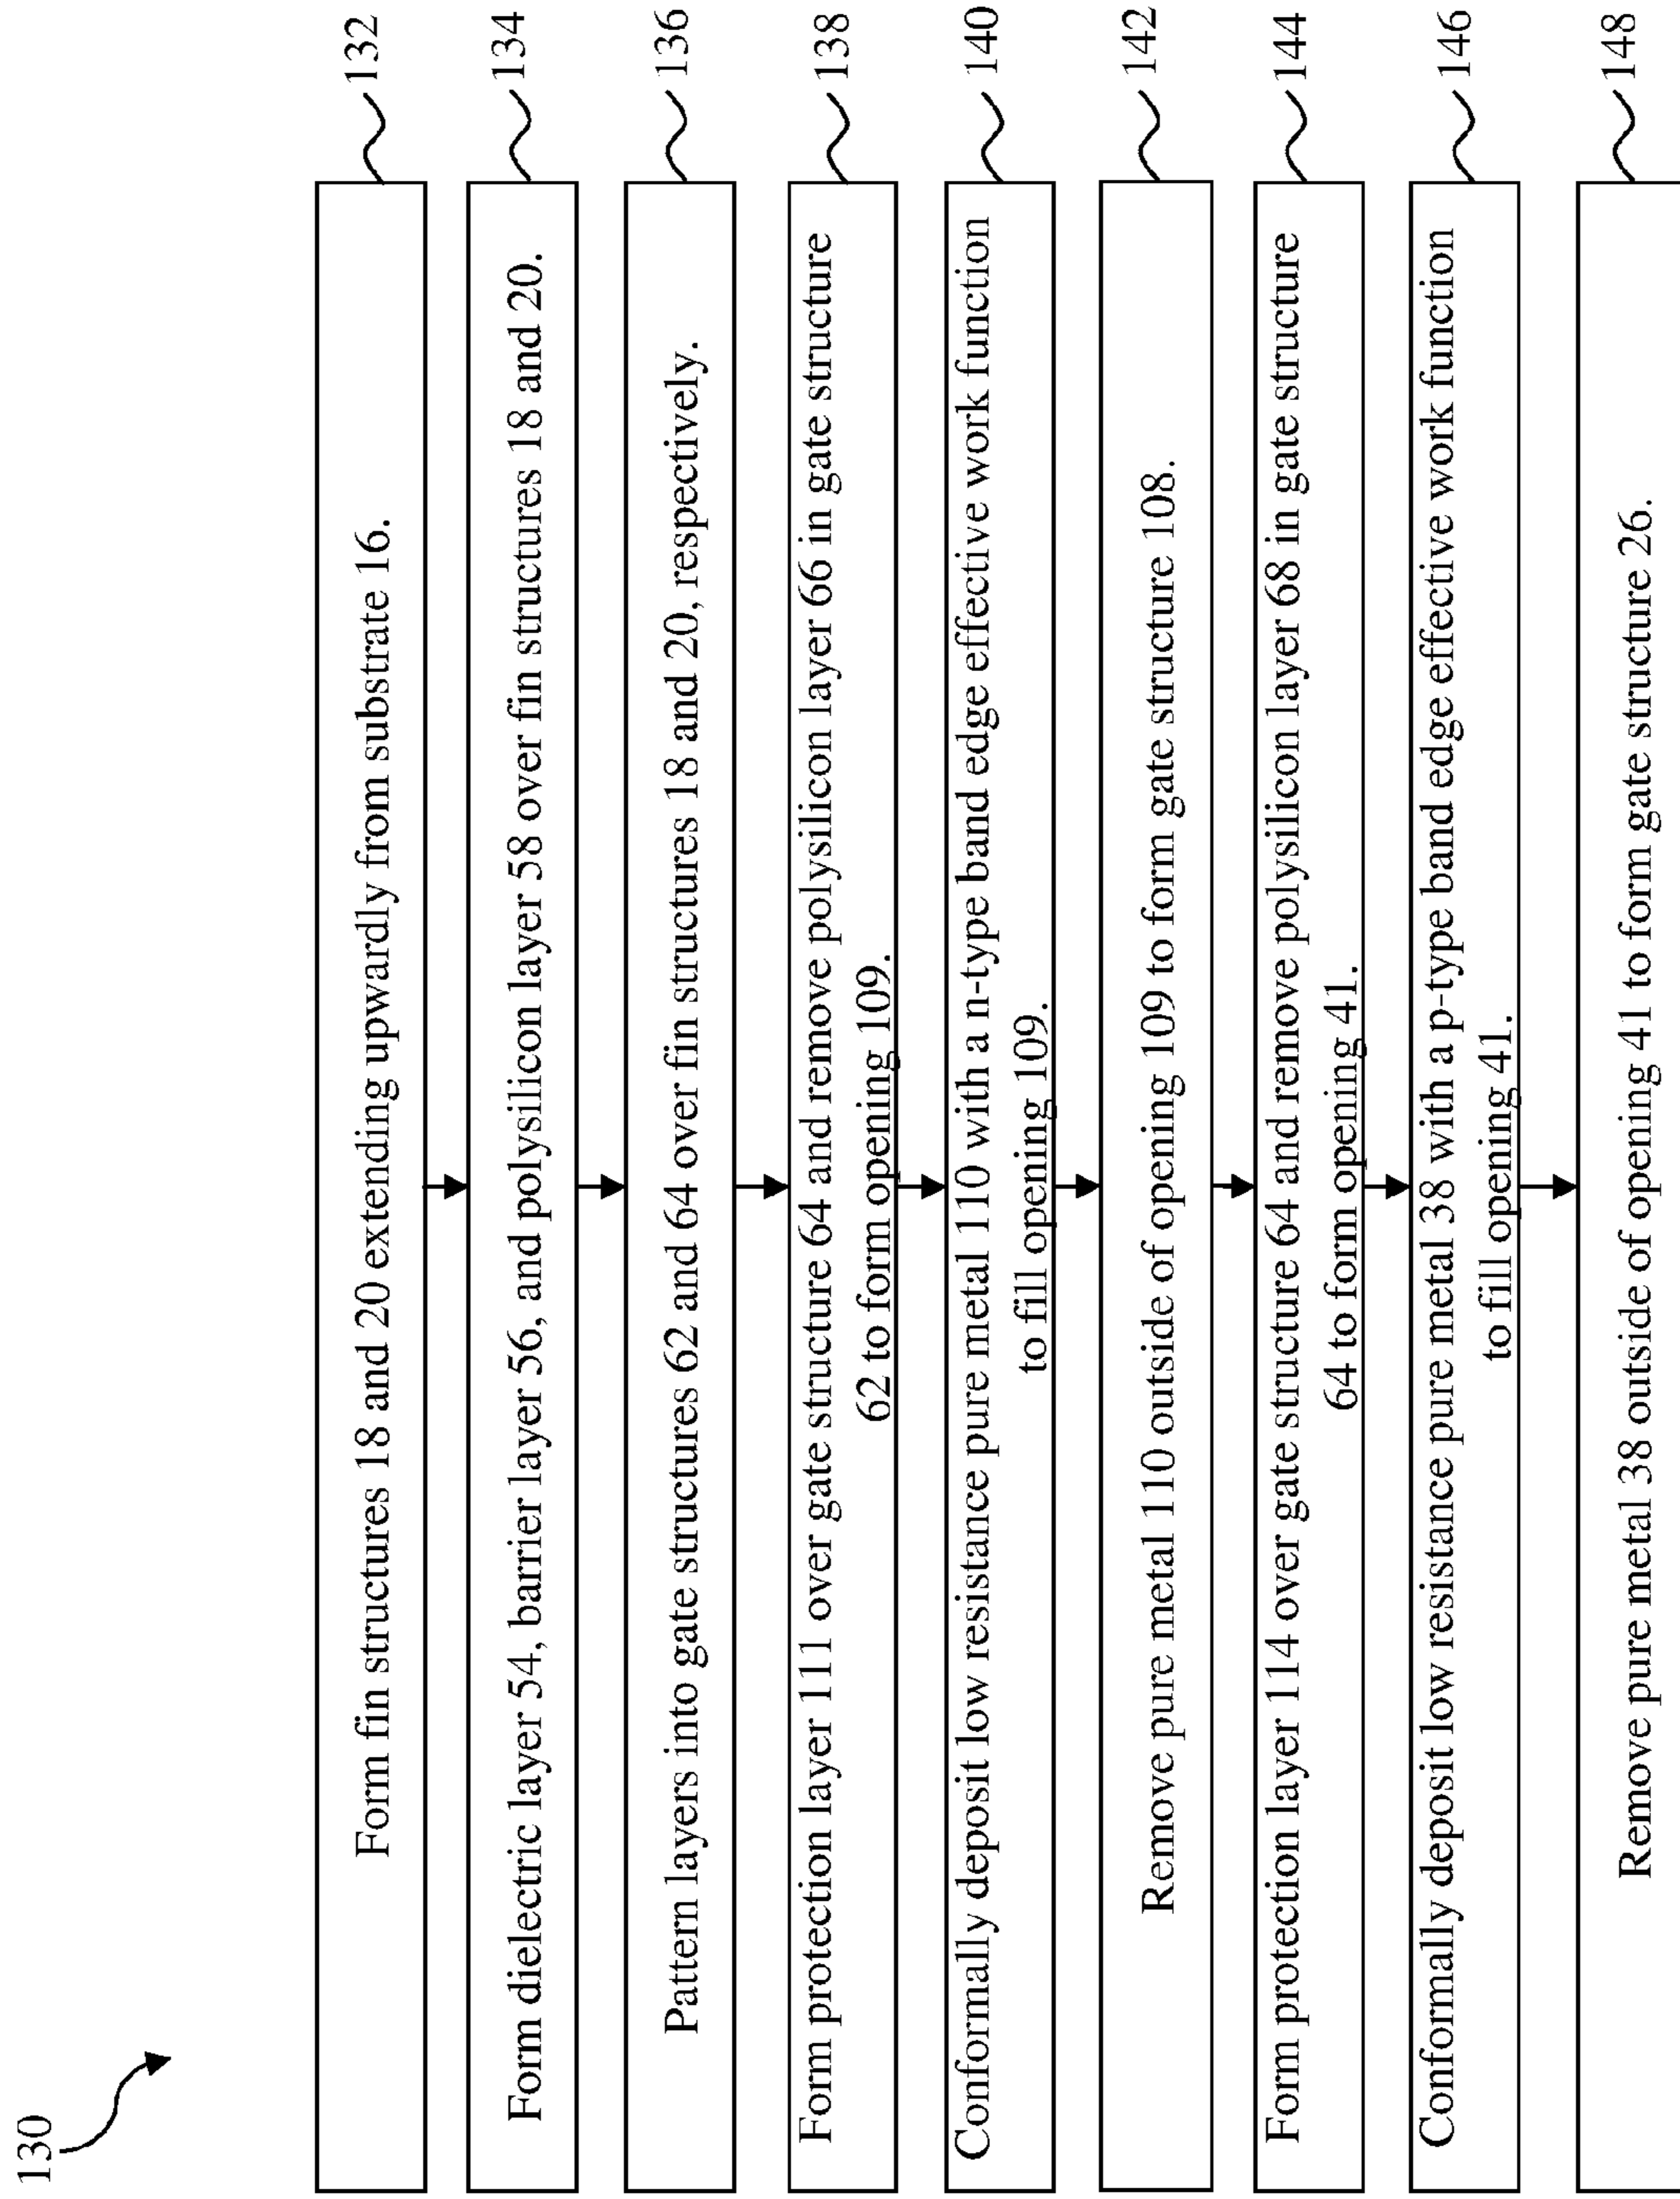 130
Form fin structures 18 and 20 extending upwardly from substrate 16.
132
Form dielectric layer 54, barrier layer 56, and polysilicon layer 58 over fin structures 18 and 20.
134
Pattern layers into gate structures 62 and 64 over fin structures 18 and 20, respectively.
136
Form protection layer 111 over gate structure 64 and remove polysilicon layer 66 in gate structure
62 to form opening 109.
138
Conformally deposit low resistance pure metal 110 with a n-type band edge effective work function
to fill opening 109.
140
Remove pure metal 110 outside of opening 109 to form gate structure 108.
142
Form protection layer 114 over gate structure 64 and remove polysilicon layer 68 in gate structure
64 to form opening 41.
144
Conformally deposit low resistance pure metal 38 with a p-type band edge effective work function
to fill opening 41.
146
Remove pure metal 38 outside of opening 41 to form gate structure 26.
148